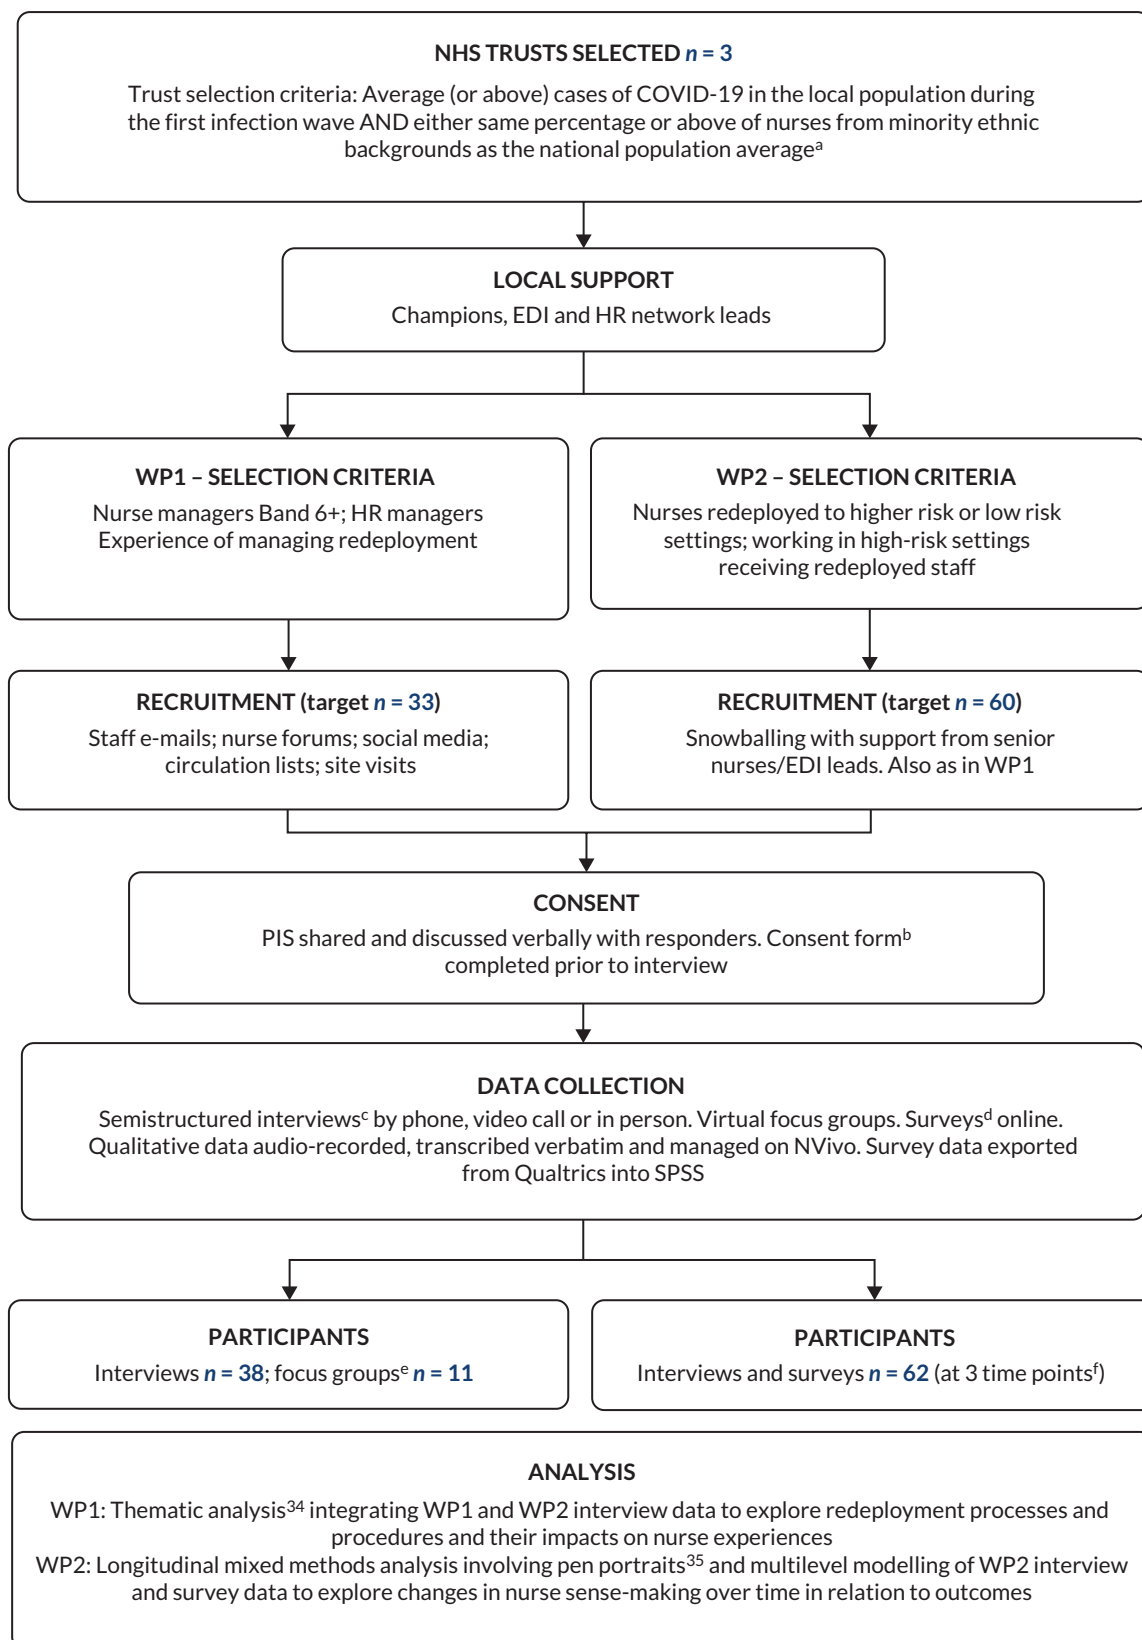 NHS TRUSTS SELECTED n = 3
Trust selection criteria: Average (or above) cases of COVID-19 in the local population during
the first infection wave AND either same percentage or above of nurses from minority ethnic
backgrounds as the national population averageᵃ
LOCAL SUPPORT
Champions, EDI and HR network leads
WP1 – SELECTION CRITERIA
Nurse managers Band 6+; HR managers
Experience of managing redeployment
WP2 – SELECTION CRITERIA
Nurses redeployed to higher risk or low risk
settings; working in high-risk settings
receiving redeployed staff
RECRUITMENT (target n = 33)
Staff e-mails; nurse forums; social media;
circulation lists; site visits
RECRUITMENT (target n = 60)
Snowballing with support from senior
nurses/EDI leads. Also as in WP1
CONSENT
PIS shared and discussed verbally with responders. Consent formᵇ
completed prior to interview
DATA COLLECTION
Semistructured interviewsᶜ by phone, video call or in person. Virtual focus groups. Surveysᵈ online.
Qualitative data audio-recorded, transcribed verbatim and managed on NVivo. Survey data exported
from Qualtrics into SPSS
PARTICIPANTS
Interviews n = 38; focus groupsᵉ n = 11
PARTICIPANTS
Interviews and surveys n = 62 (at 3 time pointsᶠ)
ANALYSIS
WP1: Thematic analysis³⁴ integrating WP1 and WP2 interview data to explore redeployment processes and
procedures and their impacts on nurse experiences
WP2: Longitudinal mixed methods analysis involving pen portraits³⁵ and multilevel modelling of WP2 interview
and survey data to explore changes in nurse sense-making over time in relation to outcomes